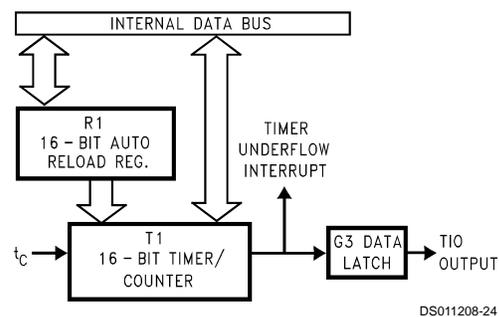 INTERNAL DATA BUS
R1
16-BIT AUTO
RELOAD REG.
TIMER
UNDERFLOW
INTERRUPT
tC
T1
16-BIT TIMER/
COUNTER
G3 DATA
LATCH
TIO
OUTPUT
DS011208-24